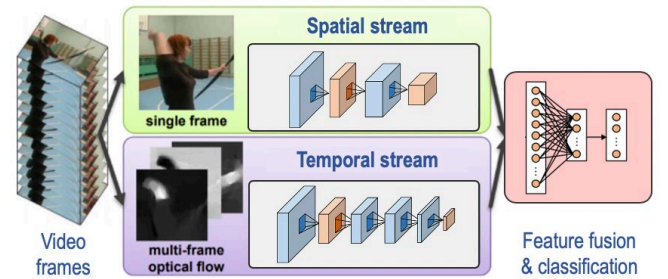 Spatial stream
single frame
Temporal stream
multi-frame
optical flow
Video
frames
Feature fusion
& classification